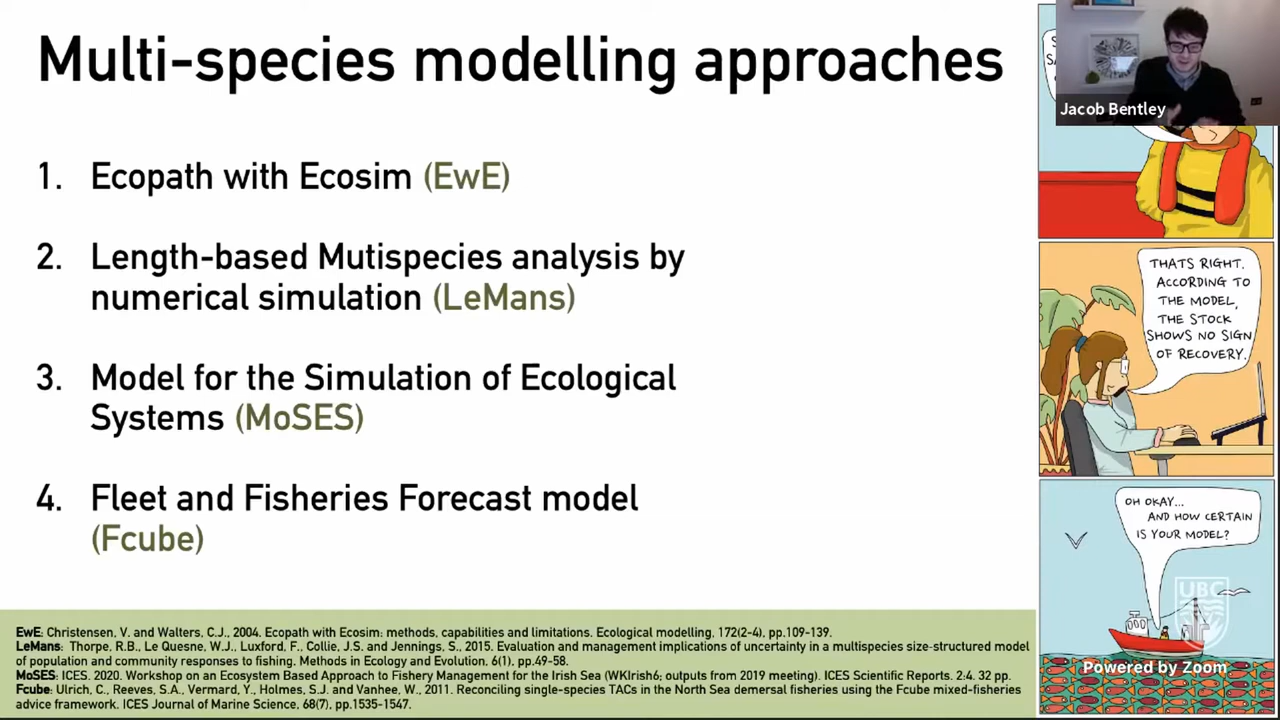 Multi-species modelling approaches
1. Ecopath with Ecosim (EwE)
2. Length-based Mutispecies analysis by
numerical simulation (LeMans)
3. Model for the Simulation of Ecological
Systems (MoSES)
4. Fleet and Fisheries Forecast model
(Fcube)
EwE: Christensen, V. and Walters, C.J., 2004. Ecopath with Ecosim: methods, capabilities and limitations. Ecological modelling, 172(2-4), pp.109-139.
LeMans: Thorpe, R.B., Le Quesne, W.J., Luxford, F., Collie, J.S. and Jennings, S., 2015. Evaluation and management implications of uncertainty in a multispecies size-structured model
of population and community responses to fishing. Methods in Ecology and Evolution, 6(1), pp.49-58.
MoSES: ICES. 2020. Workshop on an Ecosystem Based Approach to Fishery Management for the Irish Sea (WKIrish6; outputs from 2019 meeting). ICES Scientific Reports. 2:4. 32 pp.
Fcube: Ulrich, C., Reeves, S.A., Vermard, Y., Holmes, S.J. and Vanhee, W., 2011. Reconciling single-species TACs in the North Sea demersal fisheries using the Fcube mixed-fisheries
advice framework. ICES Journal of Marine Science, 68(7), pp.1535-1547.
Jacob Bentley
THATS RIGHT.
ACCORDING TO
THE MODEL,
THE STOCK
SHOWS NO SIGN
OF RECOVERY.
OH OKAY...
AND HOW CERTAIN
IS YOUR MODEL?
UBC
Powered by Zoom